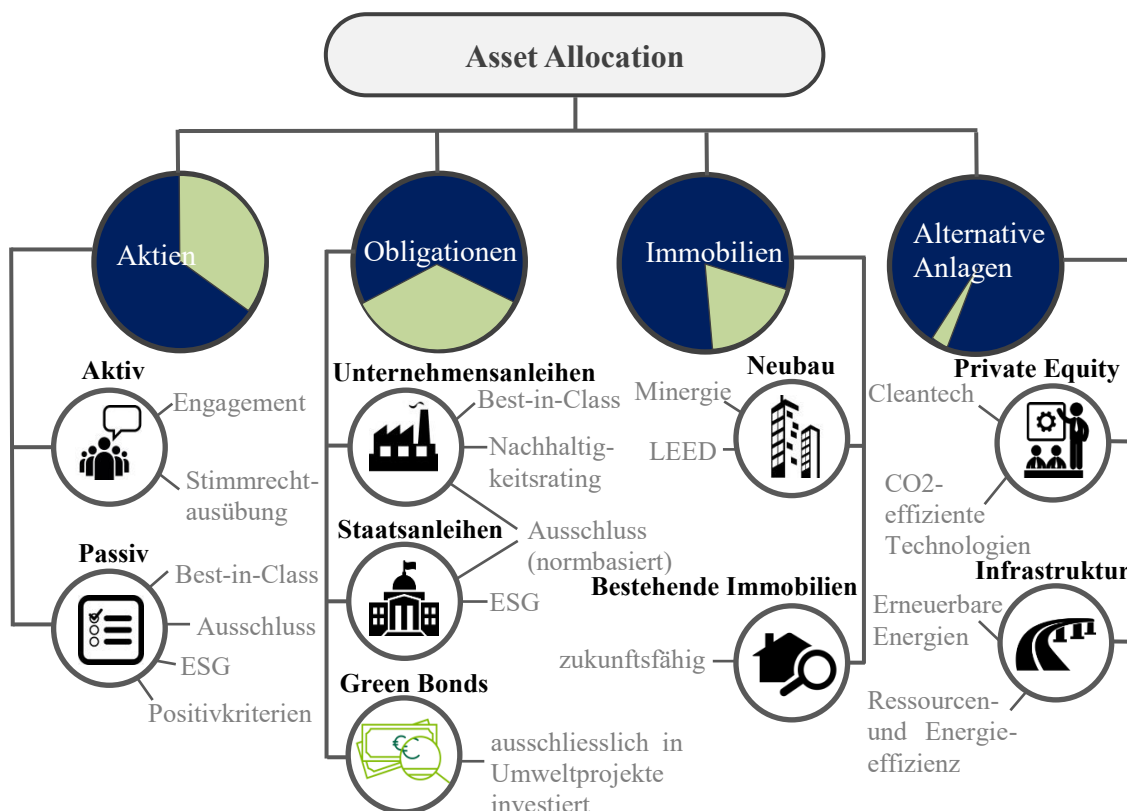 Asset Allocation
Aktien
Obligationen
Immobilien
Alternative
Anlagen
Aktiv
Engagement
Stimmrecht-
ausübung
Passiv
Best-in-Class
Ausschluss
ESG
Positivkriterien
Unternehmensanleihen
Best-in-Class
Nachhaltig-
keitsrating
Ausschluss
(normbasiert)
Staatsanleihen
ESG
Green Bonds
ausschliesslich in
Umweltprojekte
investiert
Neubau
Minergie
LEED
Bestehende Immobilien
zukunftsfähig
Private Equity
Cleantech
CO2-
effiziente
Technologien
Infrastruktur
Erneuerbare
Energien
Ressourcen-
und Energie-
effizienz